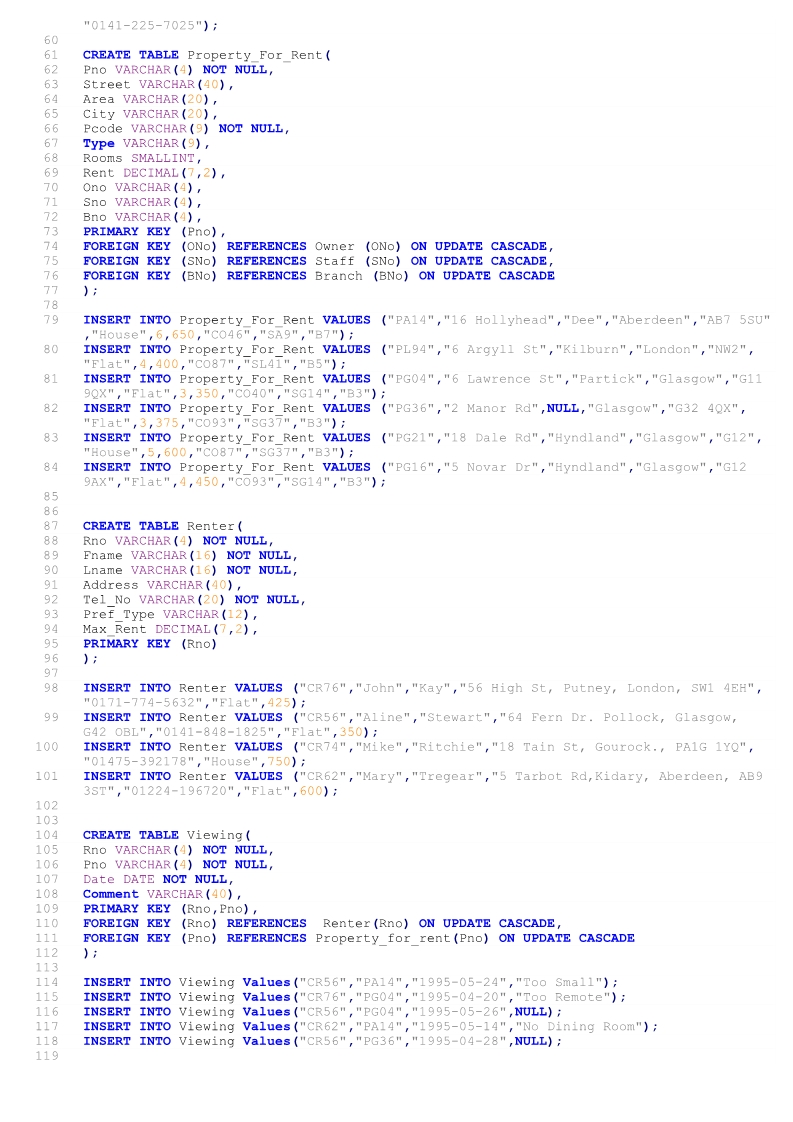 "0141-225-7025");
60
61 CREATE TABLE Property_For_Rent(
62 Pno VARCHAR(4) NOT NULL,
63 Street VARCHAR(40),
64 Area VARCHAR(20),
65 City VARCHAR(20),
66 Pcode VARCHAR(9) NOT NULL,
67 Type VARCHAR(9),
68 Rooms SMALLINT,
69 Rent DECIMAL(7,2),
70 Ono VARCHAR(4),
71 Sno VARCHAR(4),
72 Bno VARCHAR(4),
73 PRIMARY KEY (Pno),
74 FOREIGN KEY (ONo) REFERENCES Owner (ONo) ON UPDATE CASCADE,
75 FOREIGN KEY (SNo) REFERENCES Staff (SNo) ON UPDATE CASCADE,
76 FOREIGN KEY (BNo) REFERENCES Branch (BNo) ON UPDATE CASCADE
77 );
78
79 INSERT INTO Property_For_Rent VALUES ("PA14","16 Hollyhead","Dee","Aberdeen","AB7 5SU"
,"House",6,650,"CO46","SA9","B7");
80 INSERT INTO Property_For_Rent VALUES ("PL94","6 Argyll St","Kilburn","London","NW2",
"Flat",4,400,"CO87","SL41","B5");
81 INSERT INTO Property_For_Rent VALUES ("PG04","6 Lawrence St","Partick","Glasgow","G11
9QX","Flat",3,350,"CO40","SG14","B3");
82 INSERT INTO Property_For_Rent VALUES ("PG36","2 Manor Rd",NULL,"Glasgow","G32 4QX",
"Flat",3,375,"CO93","SG37","B3");
83 INSERT INTO Property_For_Rent VALUES ("PG21","18 Dale Rd","Hyndland","Glasgow","G12",
"House",5,600,"CO87","SG37","B3");
84 INSERT INTO Property_For_Rent VALUES ("PG16","5 Novar Dr","Hyndland","Glasgow","G12
9AX","Flat",4,450,"CO93","SG14","B3");
85
86
87 CREATE TABLE Renter(
88 Rno VARCHAR(4) NOT NULL,
89 Fname VARCHAR(16) NOT NULL,
90 Lname VARCHAR(16) NOT NULL,
91 Address VARCHAR(40),
92 Tel_No VARCHAR(20) NOT NULL,
93 Pref_Type VARCHAR(12),
94 Max_Rent DECIMAL(7,2),
95 PRIMARY KEY (Rno)
96 );
97
98 INSERT INTO Renter VALUES ("CR76","John","Kay","56 High St, Putney, London, SW1 4EH",
"0171-774-5632","Flat",425);
99 INSERT INTO Renter VALUES ("CR56","Aline","Stewart","64 Fern Dr. Pollock, Glasgow,
G42 OBL","0141-848-1825","Flat",350);
100 INSERT INTO Renter VALUES ("CR74","Mike","Ritchie","18 Tain St, Gourock., PA1G 1YQ",
"01475-392178","House",750);
101 INSERT INTO Renter VALUES ("CR62","Mary","Tregear","5 Tarbot Rd,Kidary, Aberdeen, AB9
3ST","01224-196720","Flat",600);
102
103
104 CREATE TABLE Viewing(
105 Rno VARCHAR(4) NOT NULL,
106 Pno VARCHAR(4) NOT NULL,
107 Date DATE NOT NULL,
108 Comment VARCHAR(40),
109 PRIMARY KEY (Rno,Pno),
110 FOREIGN KEY (Rno) REFERENCES  Renter(Rno) ON UPDATE CASCADE,
111 FOREIGN KEY (Pno) REFERENCES Property_for_rent(Pno) ON UPDATE CASCADE
112 );
113
114 INSERT INTO Viewing Values("CR56","PA14","1995-05-24","Too Small");
115 INSERT INTO Viewing Values("CR76","PG04","1995-04-20","Too Remote");
116 INSERT INTO Viewing Values("CR56","PG04","1995-05-26",NULL);
117 INSERT INTO Viewing Values("CR62","PA14","1995-05-14","No Dining Room");
118 INSERT INTO Viewing Values("CR56","PG36","1995-04-28",NULL);
119